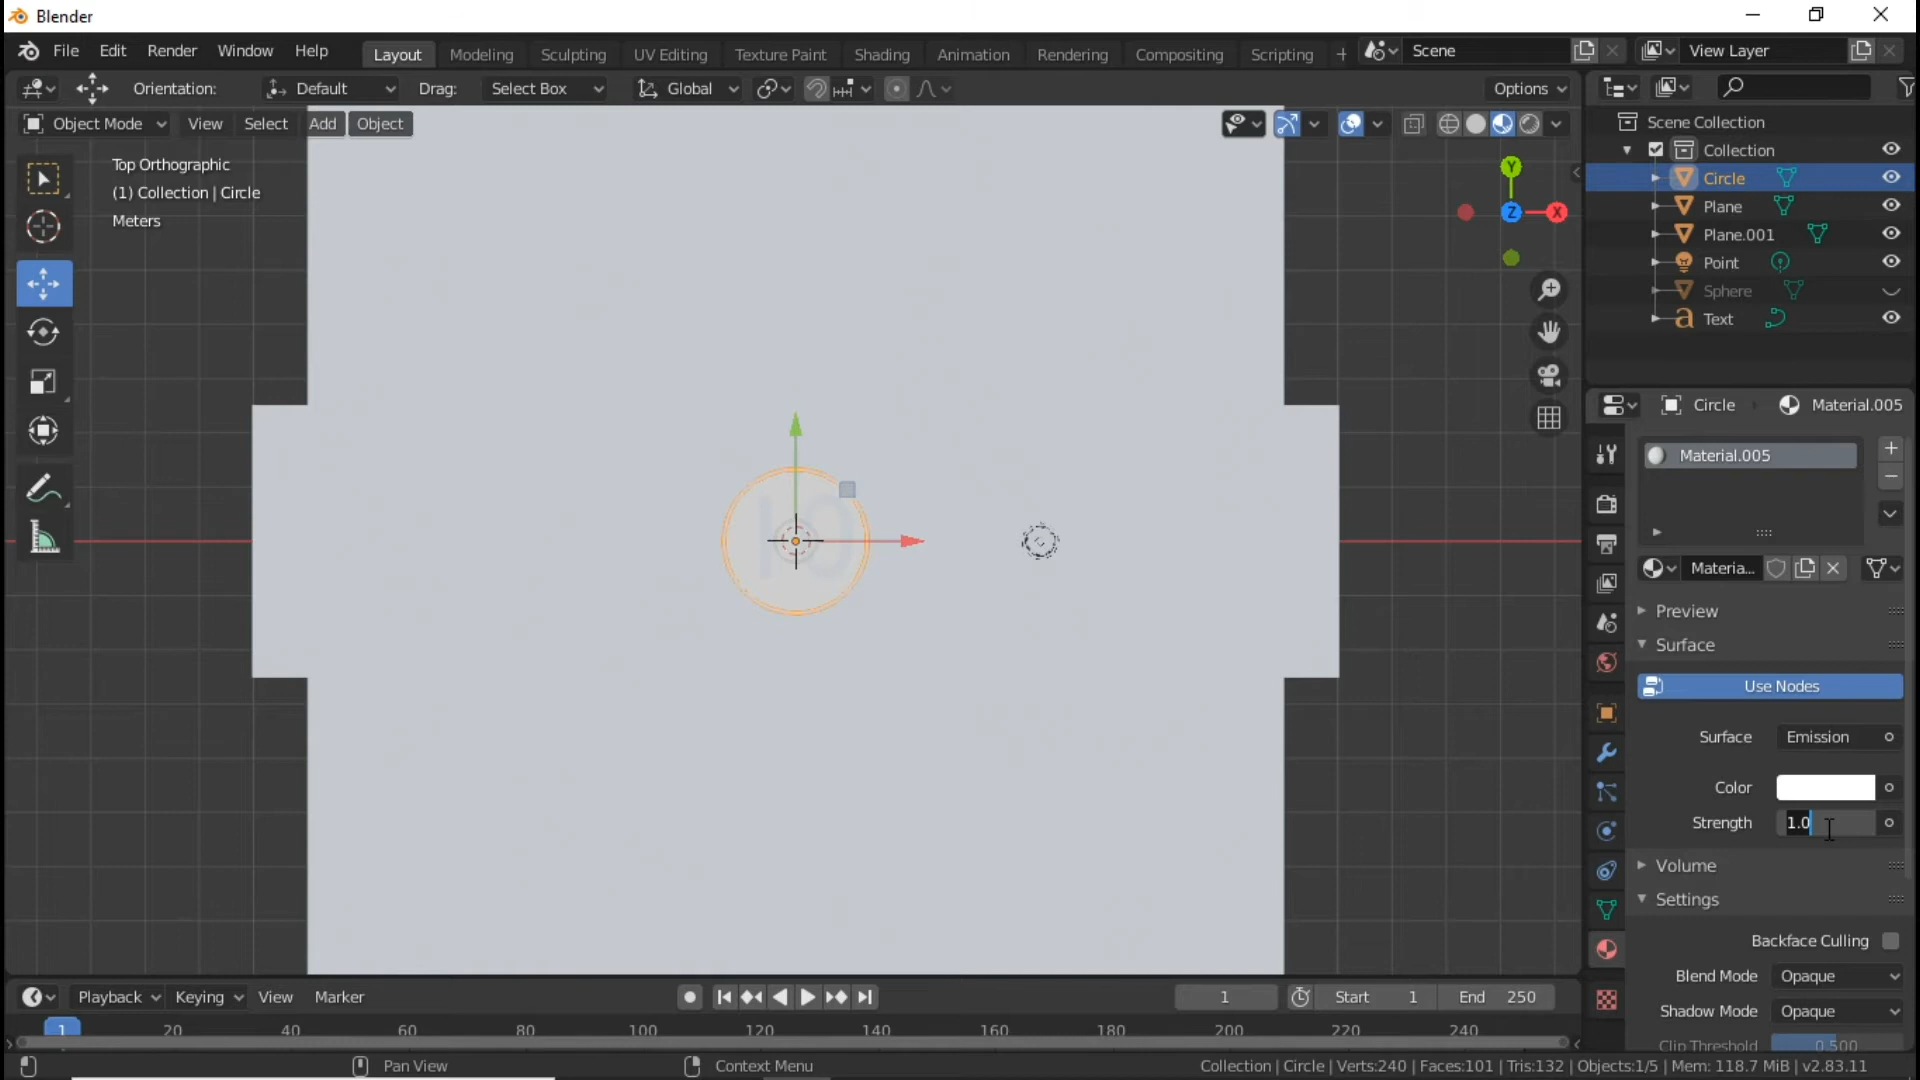 Blender
File Edit Render Window Help Layout Modeling Sculpting UV Editing Texture Paint Shading Animation Rendering Compositing Scripting + Scene View Layer
Orientation: Default Drag: Select Box Global Options
Object Mode View Select Add Object
Scene Collection
Collection
Circle
Plane
Plane.001
Point
Sphere
Text
Top Orthographic
(1) Collection | Circle
Meters
Y
Z X
10
Circle Material.005
Material.005
Materia...
Preview
Surface
Use Nodes
Surface Emission
Color
Strength 1.0
Volume
Settings
Backface Culling
Blend Mode Opaque
Shadow Mode Opaque
Clip Threshold 0.500
Playback Keying View Marker 1 Start 1 End 250
1 20 40 60 80 100 120 140 160 180 200 220 240
Pan View Context Menu Collection | Circle | Verts:240 | Faces:101 | Tris:132 | Objects:1/5 | Mem: 118.7 MiB | v2.83.11